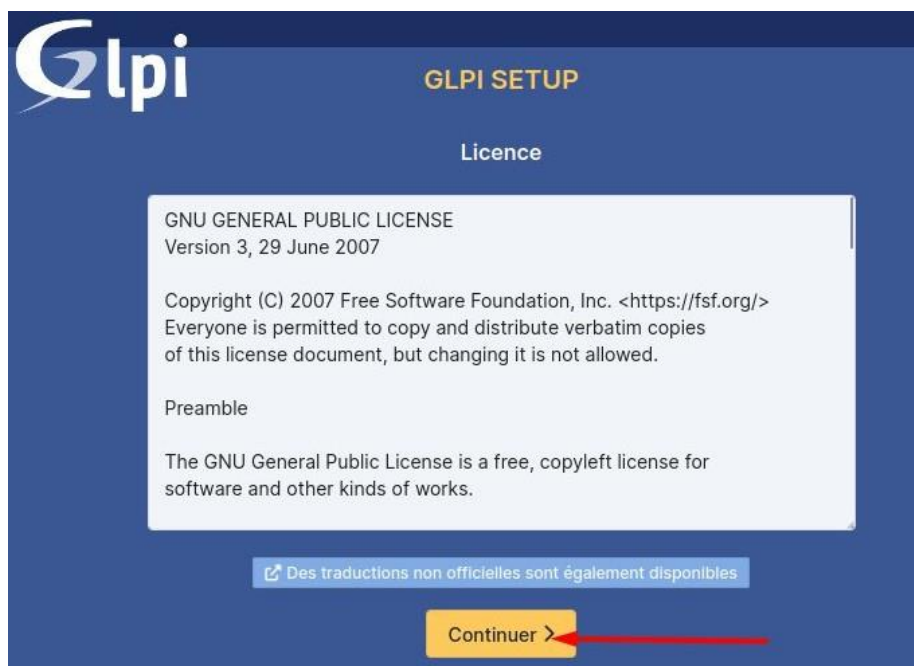 Glpi
GLPI SETUP
Licence
GNU GENERAL PUBLIC LICENSE
Version 3, 29 June 2007
Copyright (C) 2007 Free Software Foundation, Inc. <https://fsf.org/>
Everyone is permitted to copy and distribute verbatim copies
of this license document, but changing it is not allowed.
Preamble
The GNU General Public License is a free, copyleft license for
software and other kinds of works.
Des traductions non officielles sont également disponibles
Continuer >